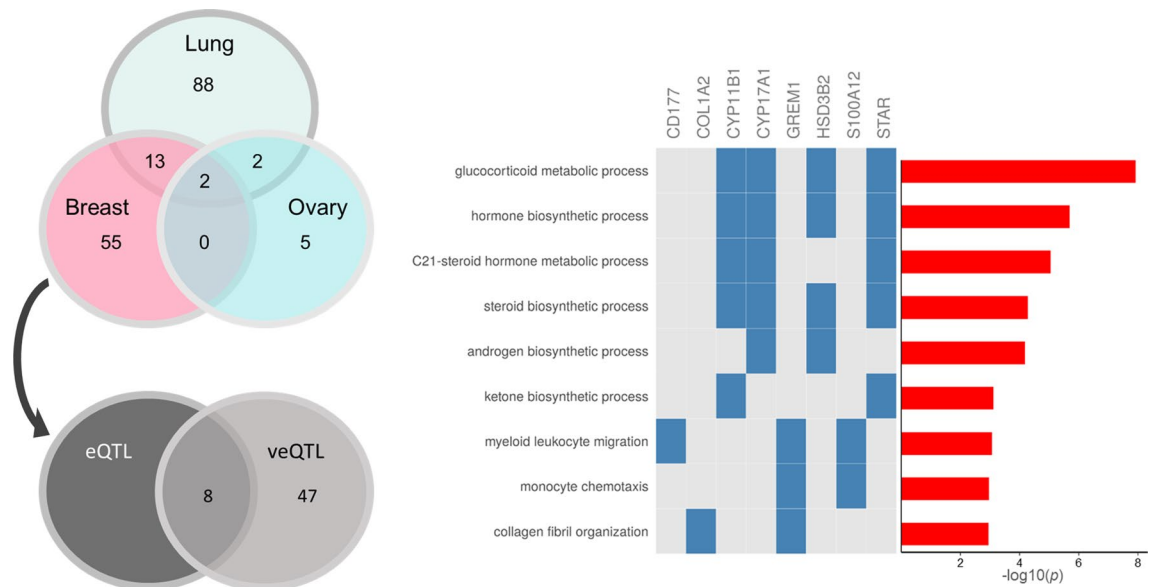 Lung
88
13
2
2
Breast
Ovary
55
0
5
eQTL
veQTL
8
47
CD177
COL1A2
CYP11B1
CYP17A1
GREM1
HSD3B2
S100A12
STAR
glucocorticoid metabolic process
hormone biosynthetic process
C21-steroid hormone metabolic process
steroid biosynthetic process
androgen biosynthetic process
ketone biosynthetic process
myeloid leukocyte migration
monocyte chemotaxis
collagen fibril organization
2 4 6 8
-log10(p)